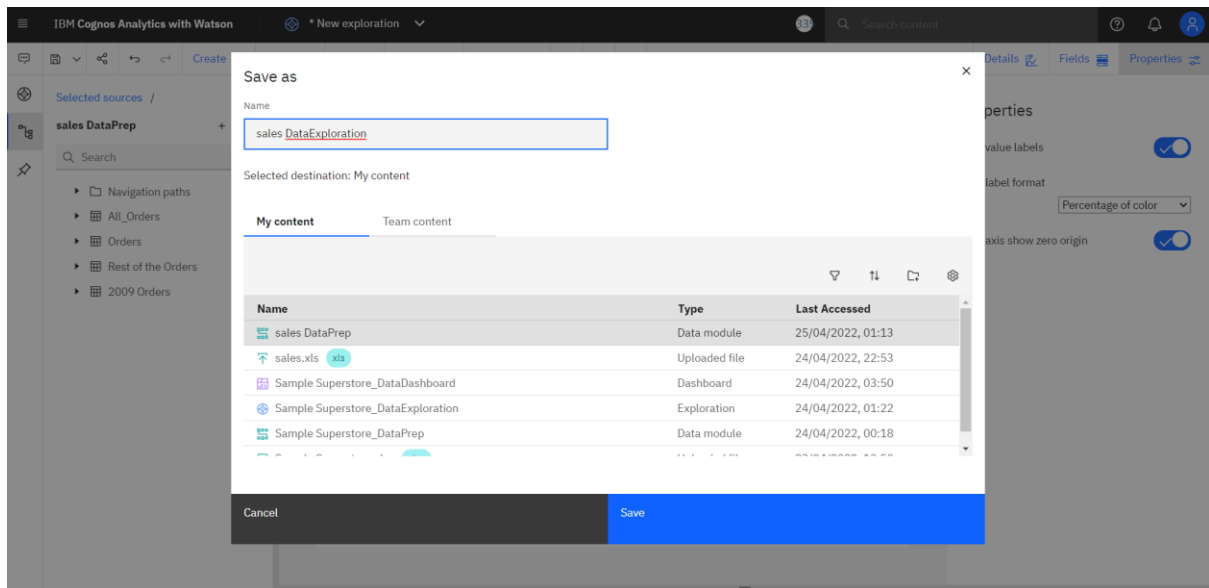 IBM Cognos Analytics with Watson
* New exploration
Search content
Create
Details
Fields
Properties
Selected sources /
sales DataPrep
+
Search
Navigation paths
All_Orders
Orders
Rest of the Orders
2009 Orders
Save as
Name
sales DataExploration
Selected destination: My content
My content
Team content
Name
Type
Last Accessed
sales DataPrep
Data module
25/04/2022, 01:13
sales.xls
xls
Uploaded file
24/04/2022, 22:53
Sample Superstore_DataDashboard
Dashboard
24/04/2022, 03:50
Sample Superstore_DataExploration
Exploration
24/04/2022, 01:22
Sample Superstore_DataPrep
Data module
24/04/2022, 00:18
Cancel
Save
perties
value labels
label format
Percentage of color
axis show zero origin